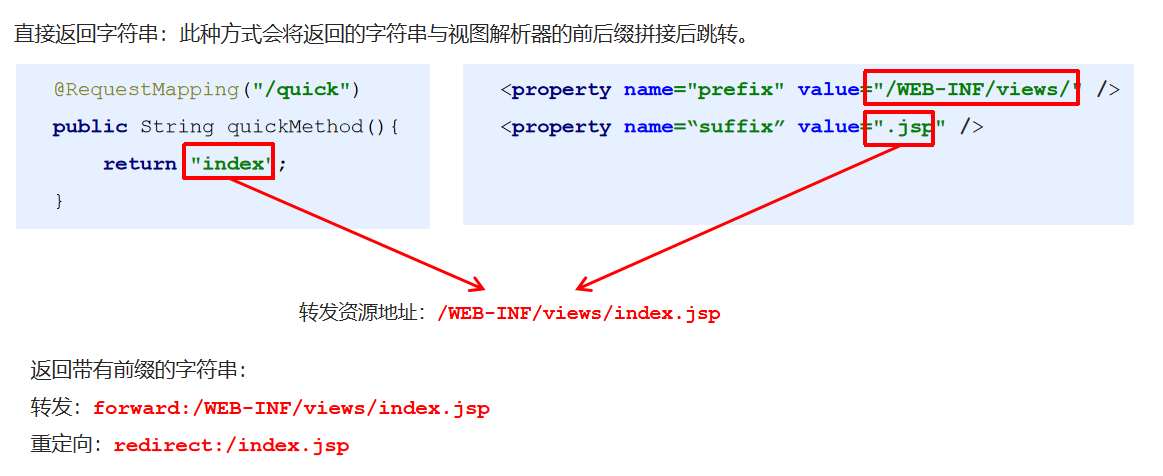 直接返回字符串：此种方式会将返回的字符串与视图解析器的前后缀拼接后跳转。
@RequestMapping("/quick")
public String quickMethod(){
return "index";
}
<property name="prefix" value="/WEB-INF/views/" />
<property name=“suffix” value=".jsp" />
转发资源地址：/WEB-INF/views/index.jsp
返回带有前缀的字符串：
转发：forward:/WEB-INF/views/index.jsp
重定向：redirect:/index.jsp